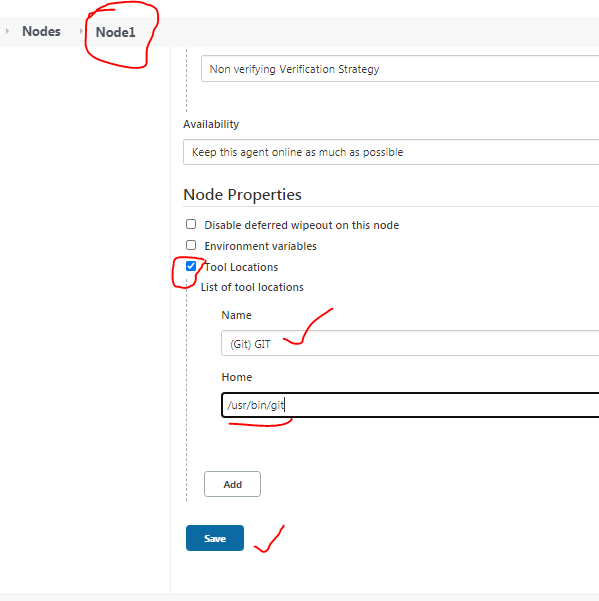 Nodes Node1
Non verifying Verification Strategy
Availability
Keep this agent online as much as possible
Node Properties
Disable deferred wipeout on this node
Environment variables
Tool Locations
List of tool locations
Name
(Git) GIT
Home
/usr/bin/git
Add
Save